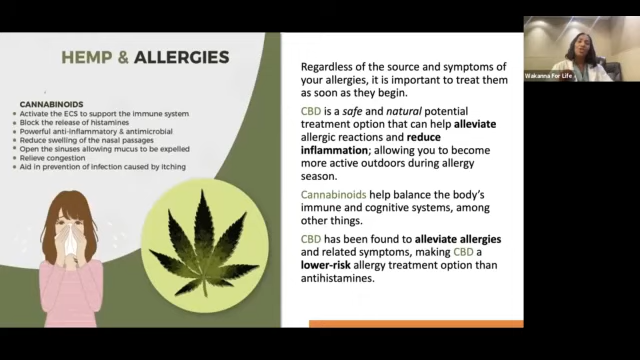 HEMP & ALLERGIES
CANNABINOIDS
Activate the ECS to support the immune system
Block the release of histamines
Powerful anti-inflammatory & antimicrobial
Reduce swelling of the nasal passages
Open the sinuses allowing mucus to be expelled
Relieve congestion
Aid in prevention of infection caused by itching
Regardless of the source and symptoms of
your allergies, it is important to treat them
as soon as they begin.
CBD is a safe and natural potential
treatment option that can help alleviate
allergic reactions and reduce
inflammation; allowing you to become
more active outdoors during allergy
season.
Cannabinoids help balance the body's
immune and cognitive systems, among
other things.
CBD has been found to alleviate allergies
and related symptoms, making CBD a
lower-risk allergy treatment option than
antihistamines.
Wakanna For Life